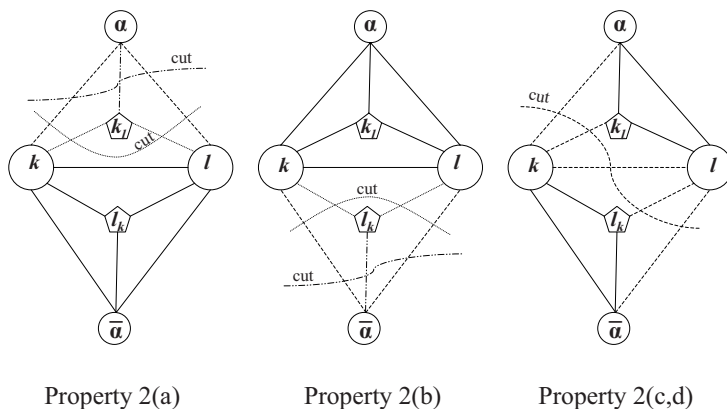 α α α
cut
k_l k_l cut k_l
cut
k l k l k l
cut
l_k l_k l_k
cut
ᾱ ᾱ ᾱ
Property 2(a) Property 2(b) Property 2(c,d)